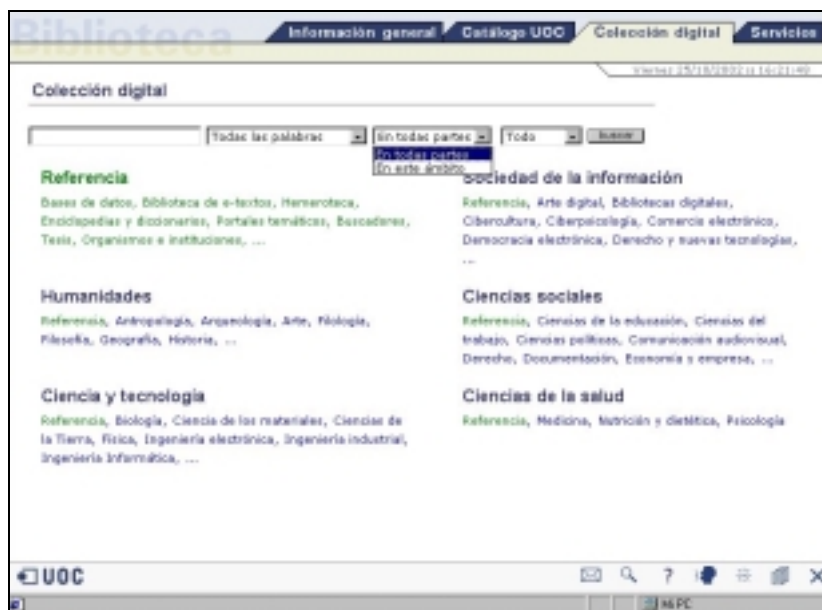 Biblioteca
Información general
Catálogo UOC
Colección digital
Servicios
Viernes 25/10/2002 :: 16:21:40
Colección digital
Todas las palabras
En todas partes
Todo
buscar
En todas partes
En este ámbito
Referencia
Bases de datos, Biblioteca de e-textos, Hemeroteca,
Enciclopedias y diccionarios, Portales temáticos, Buscadores,
Tesis, Organismos e instituciones, ...
Sociedad de la información
Referencia, Arte digital, Bibliotecas digitales,
Cibercultura, Ciberpsicología, Comercio electrónico,
Democracia electrónica, Derecho y nuevas tecnologías,
...
Humanidades
Referencia, Antropología, Arqueología, Arte, Filología,
Filosofía, Geografía, Historia, ...
Ciencias sociales
Referencia, Ciencias de la educación, Ciencias del
trabajo, Ciencias políticas, Comunicación audiovisual,
Derecho, Documentación, Economía y empresa, ...
Ciencia y tecnología
Referencia, Biología, Ciencia de los materiales, Ciencias de
la Tierra, Física, Ingeniería electrónica, Ingeniería industrial,
Ingeniería Informática, ...
Ciencias de la salud
Referencia, Medicina, Nutrición y dietética, Psicología
UOC
?
Mi PC